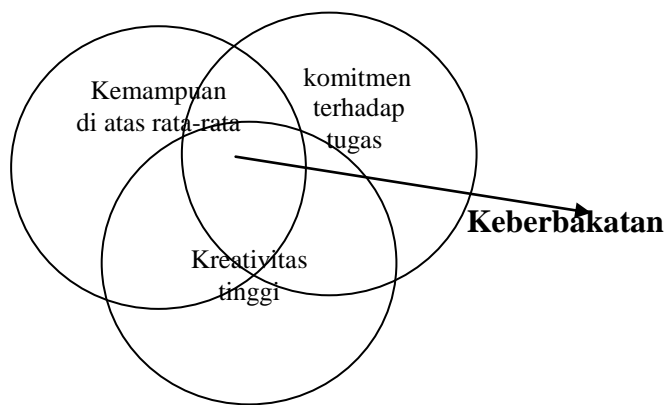 Kemampuan
di atas rata-rata
komitmen
terhadap
tugas
Keberbakatan
Kreativitas
tinggi